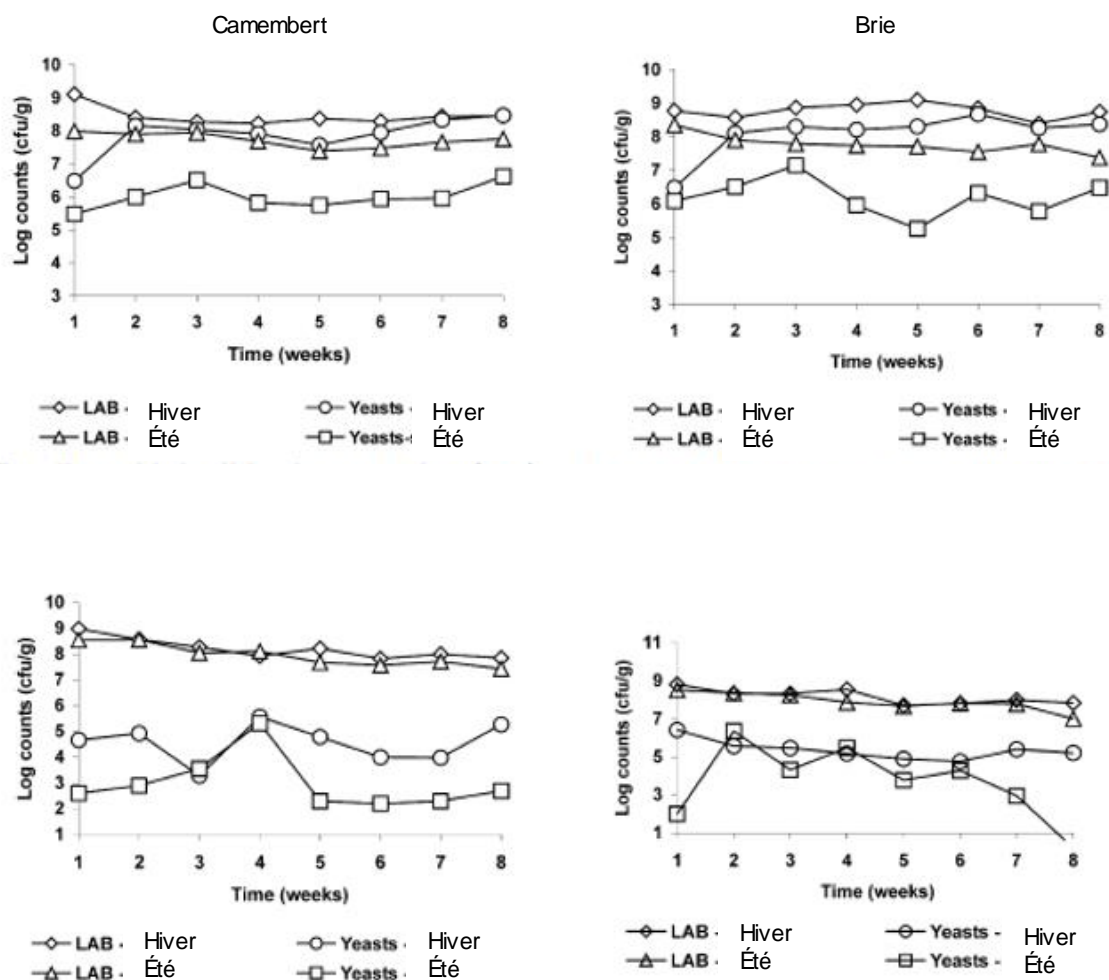 Camembert
Brie
Log counts (cfu/g)
10
9
8
7
6
5
4
3
1 2 3 4 5 6 7 8
Time (weeks)
LAB - Hiver Yeasts - Hiver
LAB - Été Yeasts - Été
Log counts (cfu/g)
10
9
8
7
6
5
4
3
1 2 3 4 5 6 7 8
Time (weeks)
LAB - Hiver Yeasts - Hiver
LAB - Été Yeasts - Été
Log counts (cfu/g)
10
9
8
7
6
5
4
3
2
1
1 2 3 4 5 6 7 8
Time (weeks)
LAB - Hiver Yeasts - Hiver
LAB - Été Yeasts - Été
Log counts (cfu/g)
11
9
7
5
3
1
1 2 3 4 5 6 7 8
Time (weeks)
LAB - Hiver Yeasts - Hiver
LAB - Été Yeasts - Été